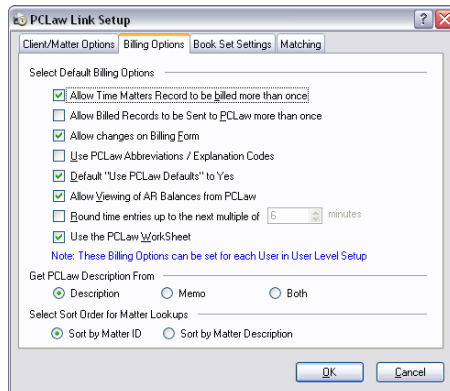 PCLaw Link Setup
Client/Matter Options Billing Options Book Set Settings Matching
Select Default Billing Options
Allow Time Matters Record to be billed more than once
Allow Billed Records to be Sent to PCLaw more than once
Allow changes on Billing Form
Use PCLaw Abbreviations / Explanation Codes
Default "Use PCLaw Defaults" to Yes
Allow Viewing of AR Balances from PCLaw
Round time entries up to the next multiple of 6 minutes
Use the PCLaw WorkSheet
Note: These Billing Options can be set for each User in User Level Setup
Get PCLaw Description From
Description Memo Both
Select Sort Order for Matter Lookups
Sort by Matter ID Sort by Matter Description
OK Cancel